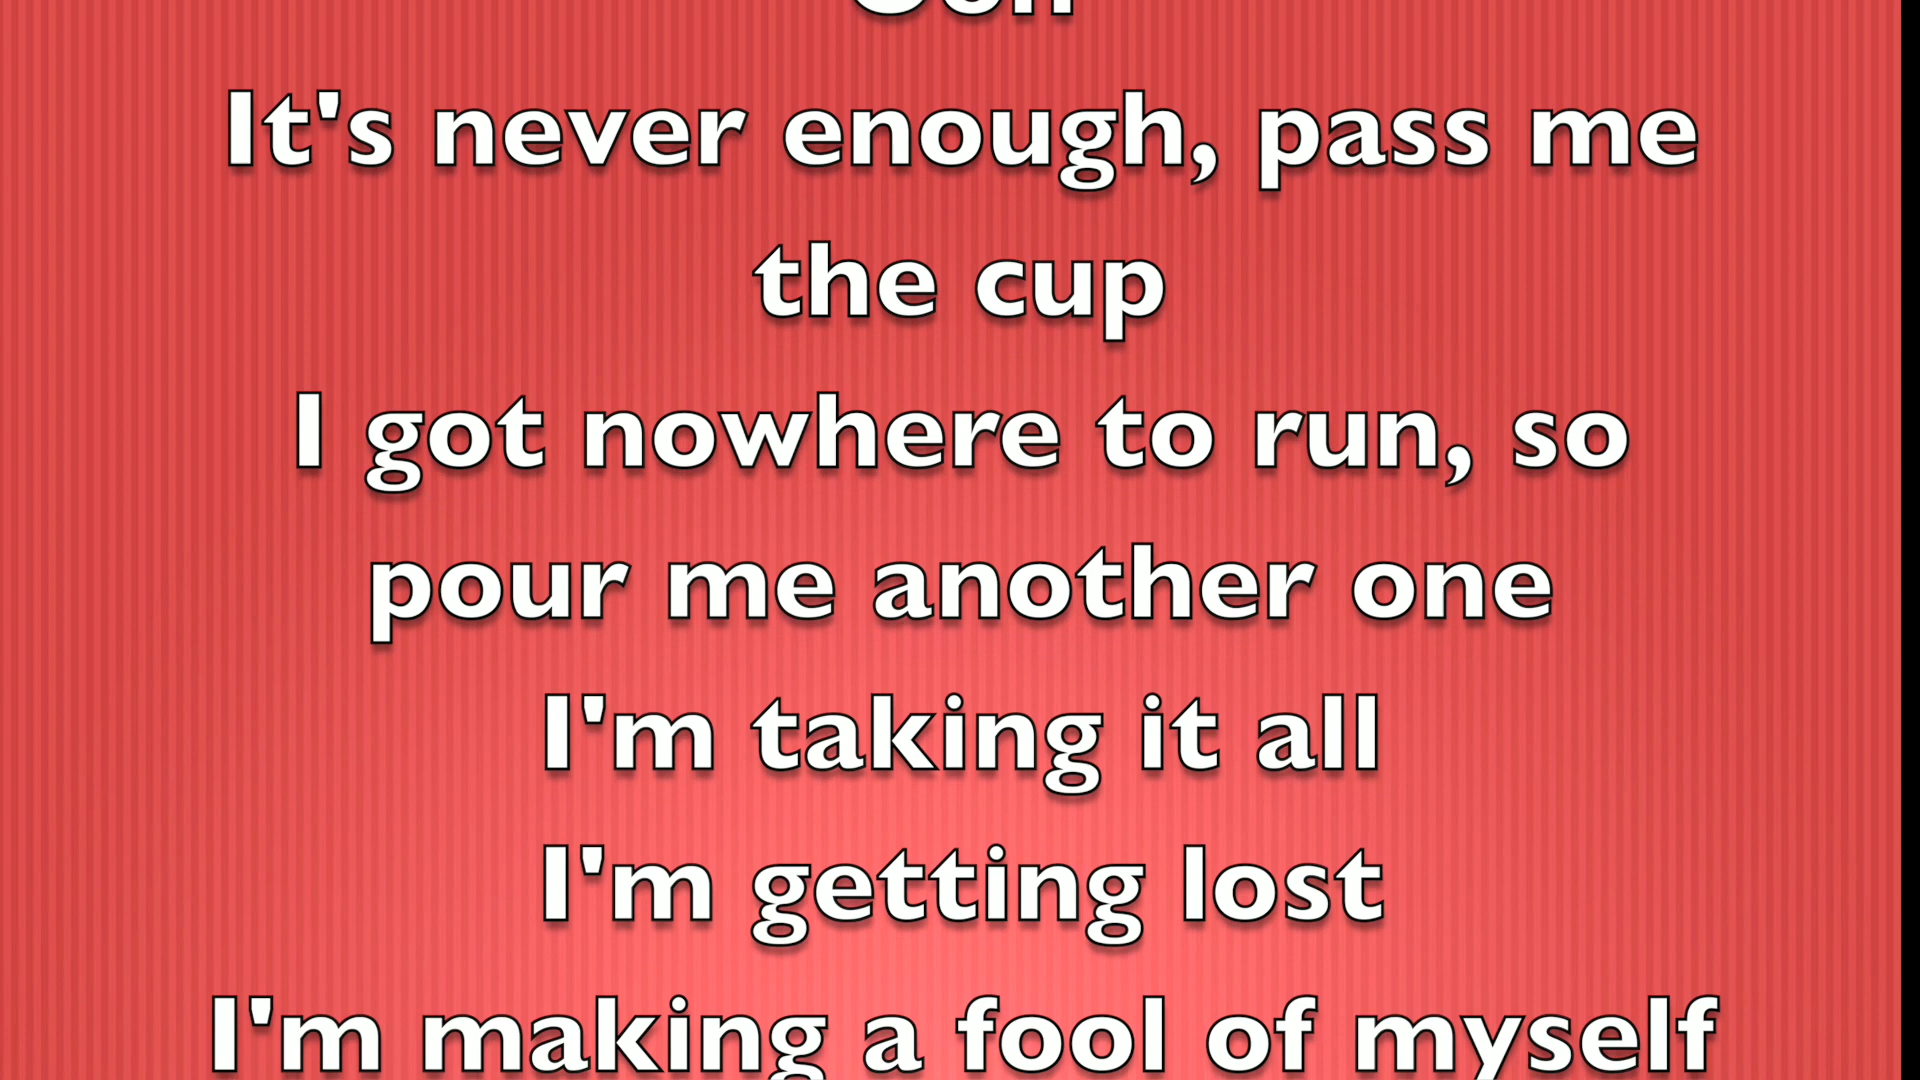 It's never enough, pass me
the cup
I got nowhere to run, so
pour me another one
I'm taking it all
I'm getting lost
I'm making a fool of myself